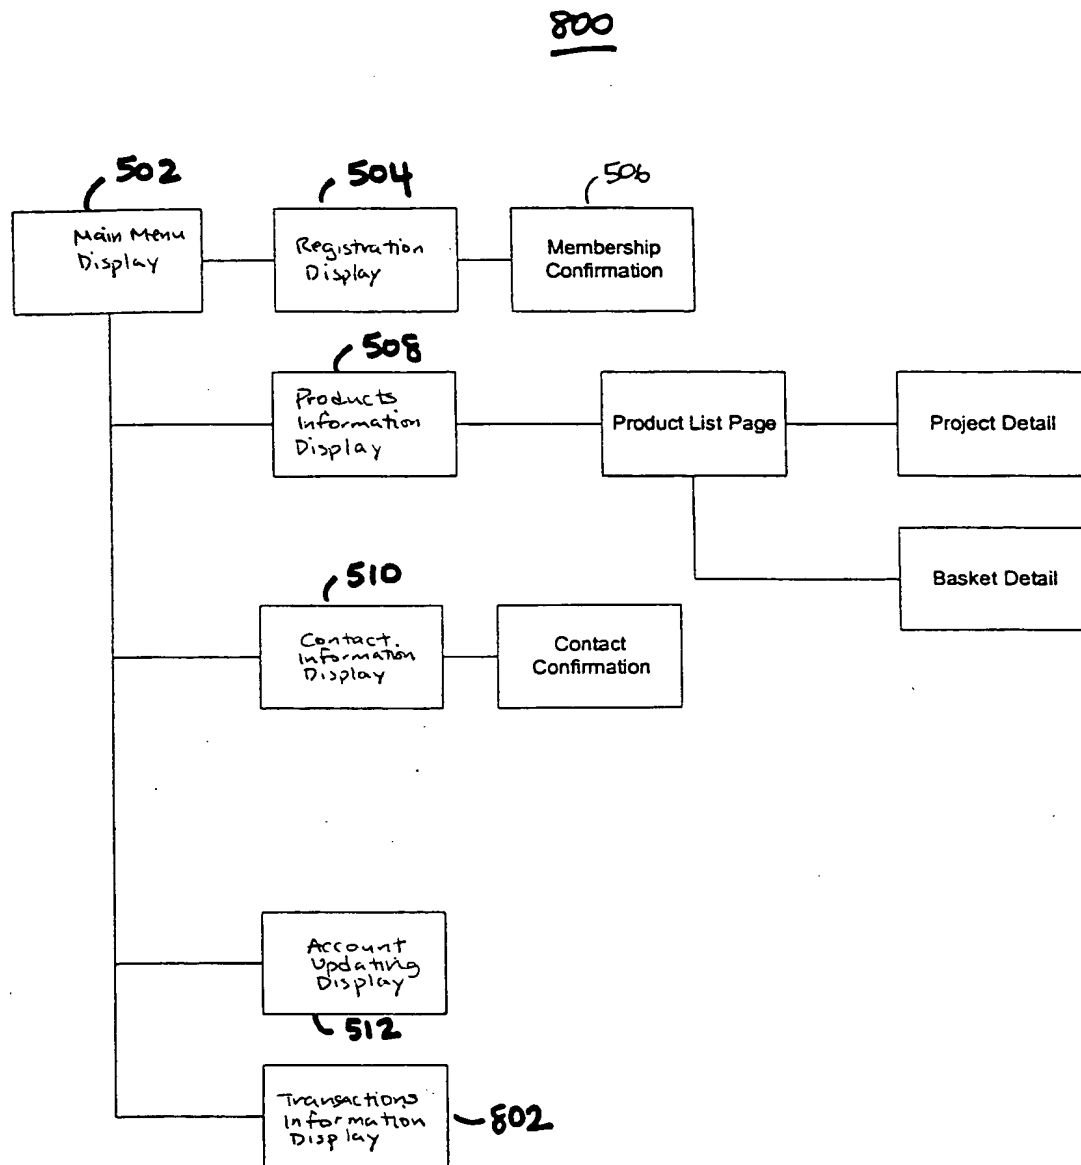 800
502
504
506
Main Menu
Display
Registration
Display
Membership
Confirmation
508
Products
Information
Display
Product List Page
Project Detail
Basket Detail
510
Contact.
Information
Display
Contact
Confirmation
Account
Updating
Display
512
Transactions
Information
Display
802